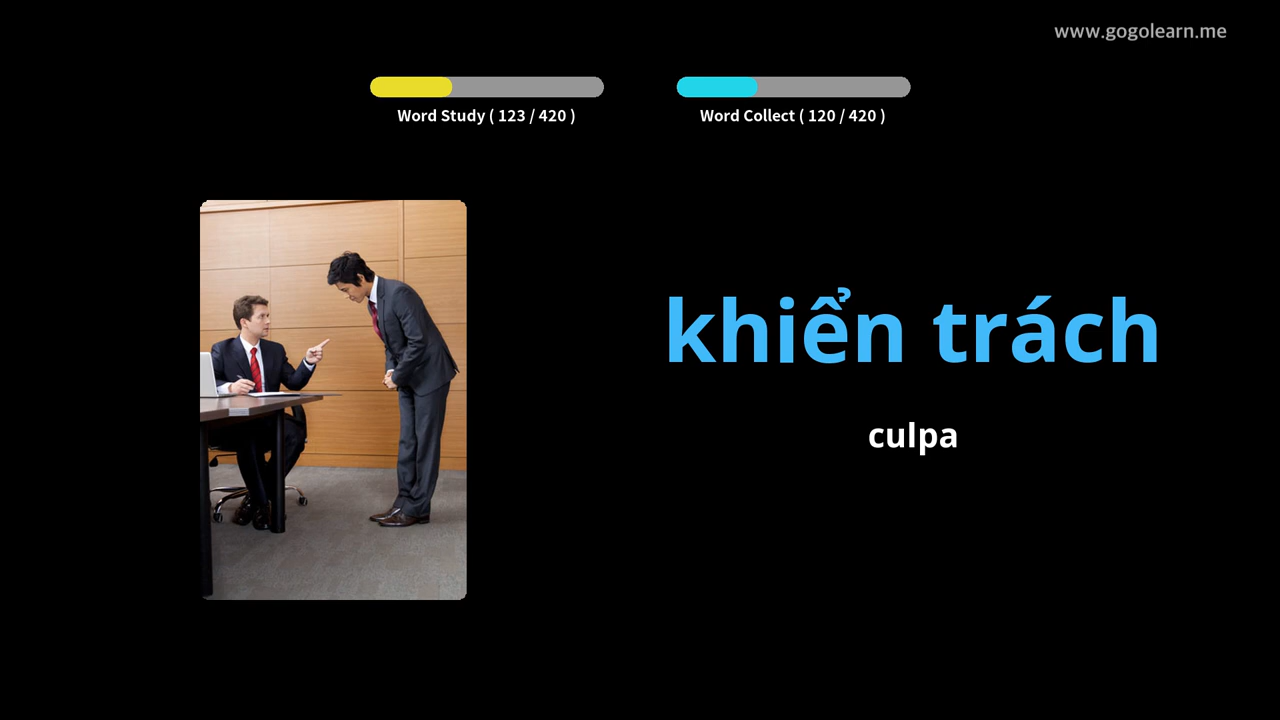 www.gogolearn.me
Word Study ( 123 / 420 )
Word Collect ( 120 / 420 )
khiển trách
culpa